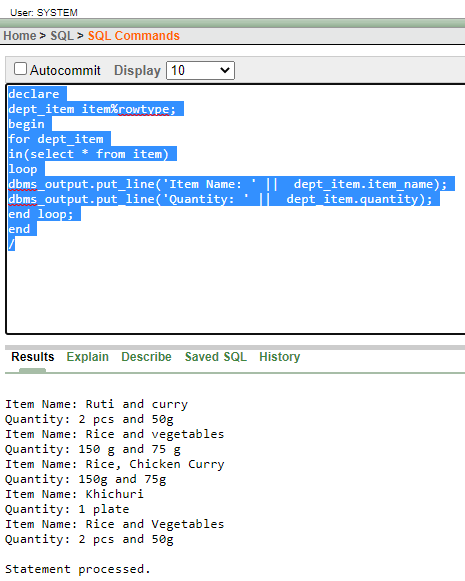 User: SYSTEM
Home > SQL > SQL Commands
Autocommit Display 10
declare
dept_item item%rowtype;
begin
for dept_item
in(select * from item)
loop
dbms_output.put_line('Item Name: ' ||  dept_item.item_name);
dbms_output.put_line('Quantity: ' ||  dept_item.quantity);
end loop;
end
/
Results Explain Describe Saved SQL History
Item Name: Ruti and curry
Quantity: 2 pcs and 50g
Item Name: Rice and vegetables
Quantity: 150 g and 75 g
Item Name: Rice, Chicken Curry
Quantity: 150g and 75g
Item Name: Khichuri
Quantity: 1 plate
Item Name: Rice and Vegetables
Quantity: 2 pcs and 50g
Statement processed.